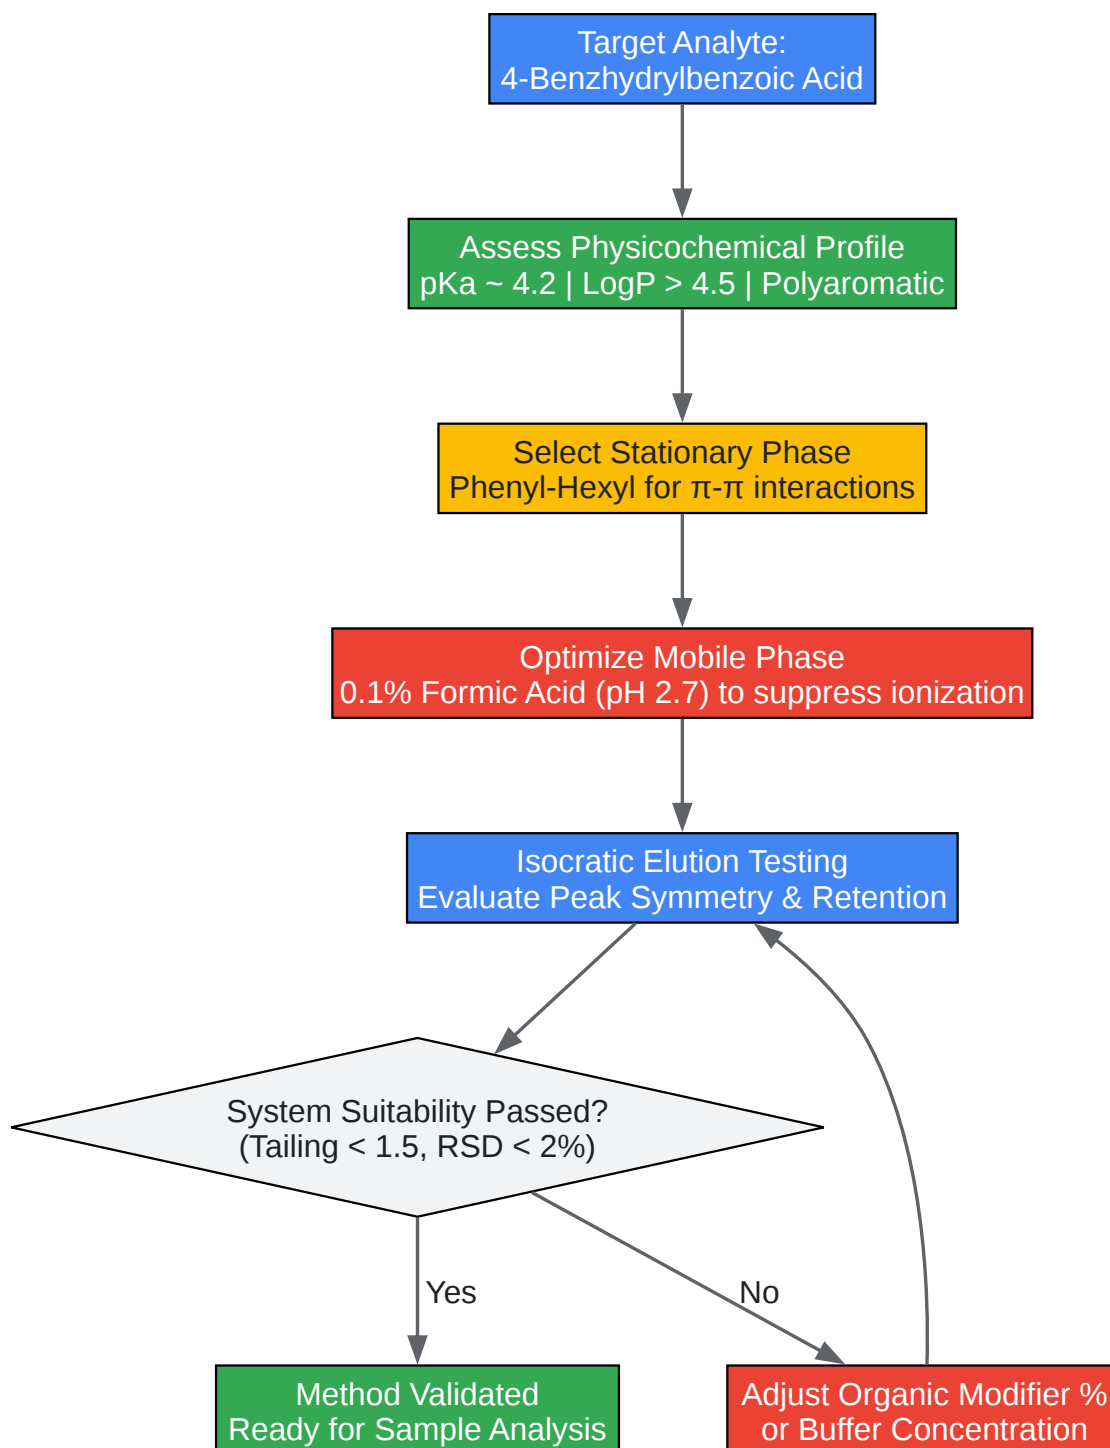 Target Analyte:
4-Benzhydrylbenzoic Acid
Assess Physicochemical Profile
pKa ~ 4.2 | LogP > 4.5 | Polyaromatic
Select Stationary Phase
Phenyl-Hexyl for π-π interactions
Optimize Mobile Phase
0.1% Formic Acid (pH 2.7) to suppress ionization
Isocratic Elution Testing
Evaluate Peak Symmetry & Retention
System Suitability Passed?
(Tailing < 1.5, RSD < 2%)
Yes
No
Method Validated
Ready for Sample Analysis
Adjust Organic Modifier %
or Buffer Concentration